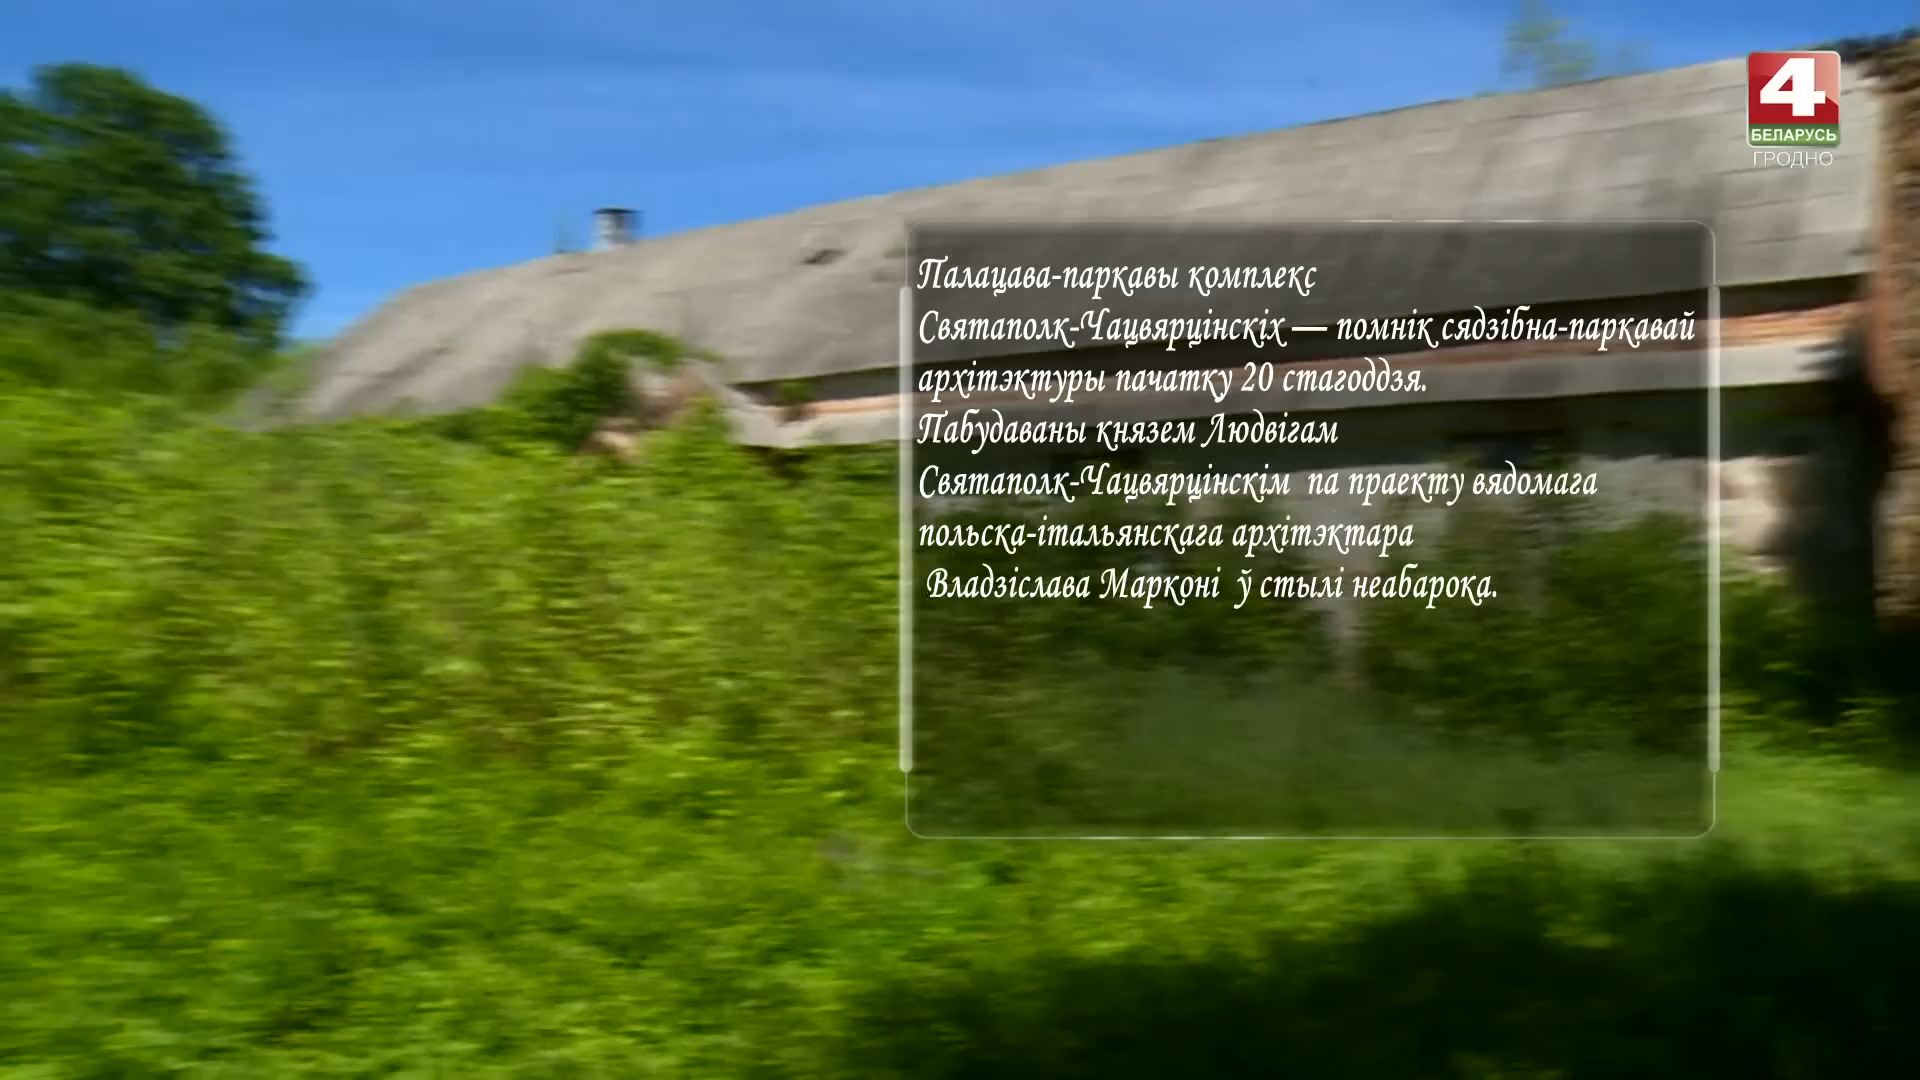 4
БЕЛАРУСЬ
ГРОДНО
Палацава-паркавы комплекс
Святаполк-Чацвярцінскіх — помнік сядзібна-паркавай
архітэктуры пачатку 20 стагоддзя.
Пабудаваны князем Людвігам
Святаполк-Чацвярцінскім па праекту вядомага
польска-італьянскага архітэктара
Владзіслава Марконі ў стылі неабарока.